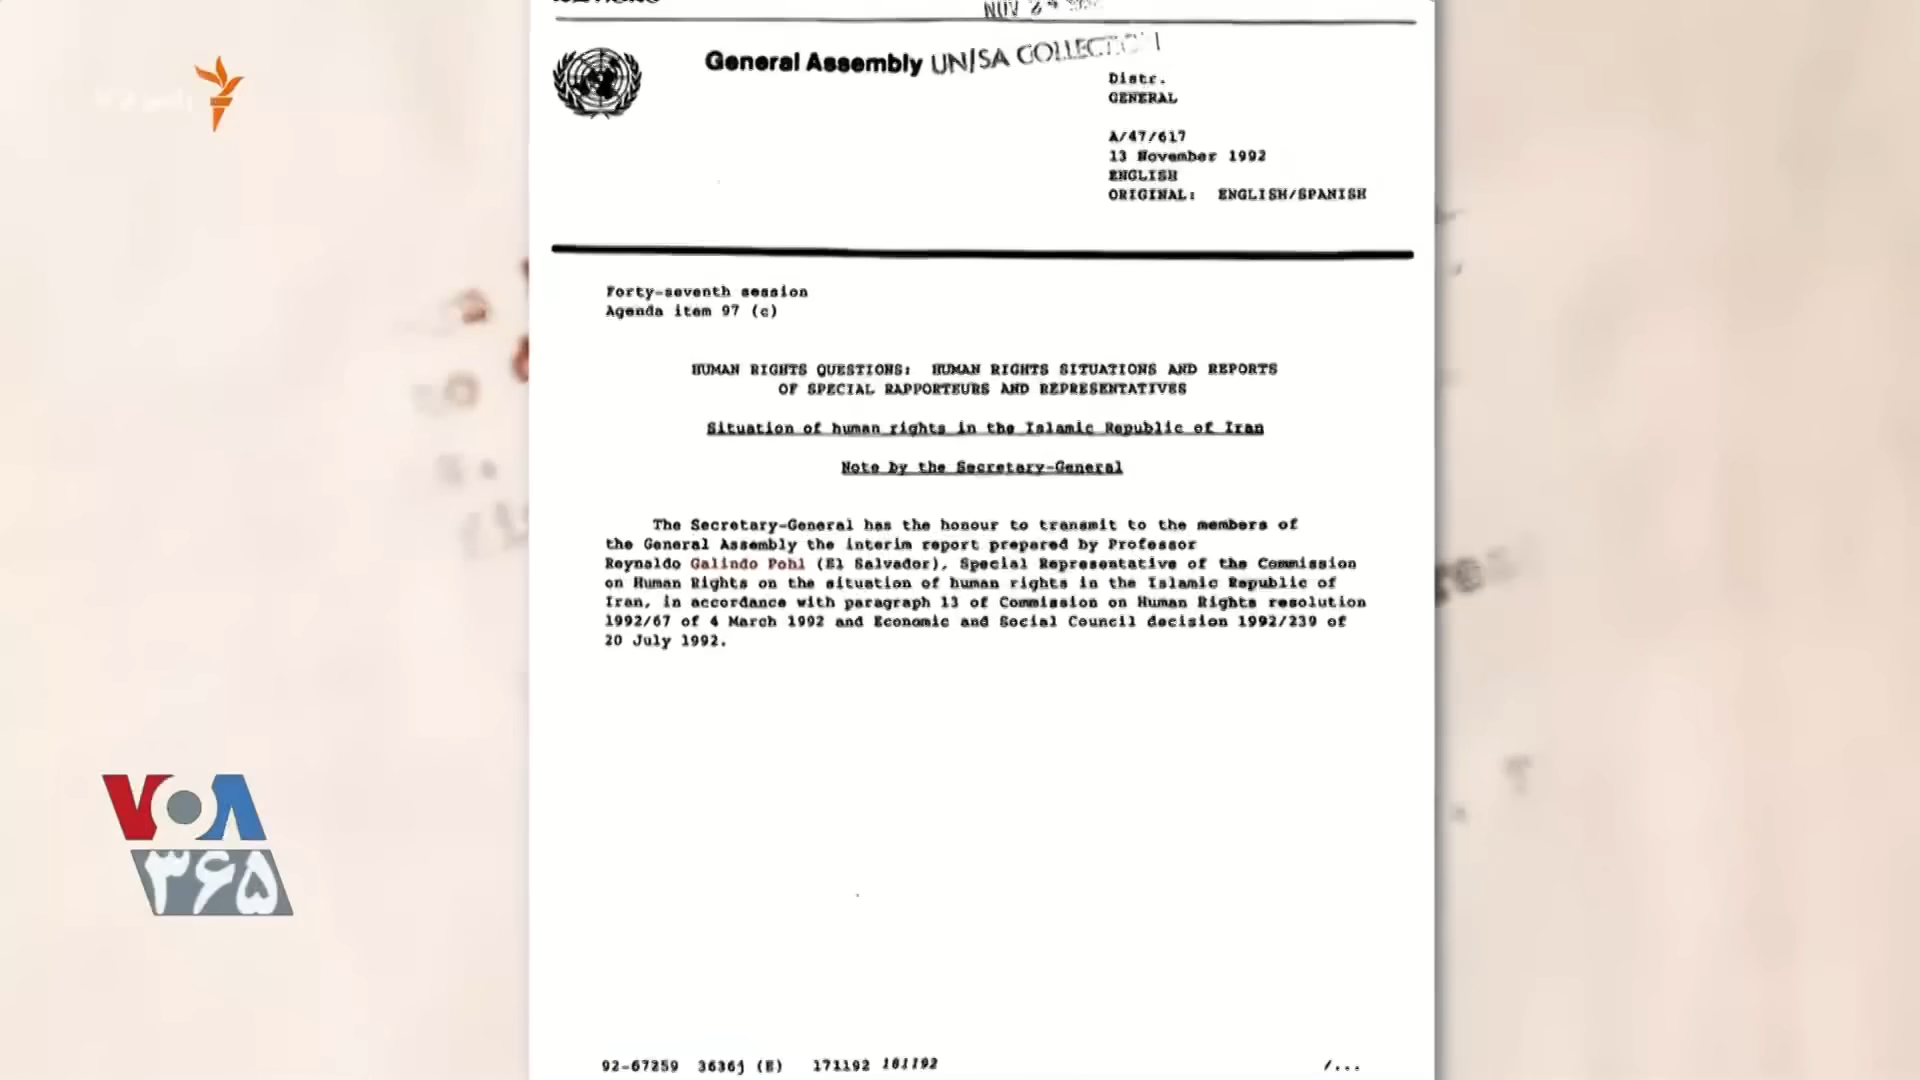 General Assembly
UN/SA COLLECTION
Distr.
GENERAL
A/47/617
13 November 1992
ENGLISH
ORIGINAL: ENGLISH/SPANISH
Forty-seventh session
Agenda item 97 (c)
HUMAN RIGHTS QUESTIONS: HUMAN RIGHTS SITUATIONS AND REPORTS
OF SPECIAL RAPPORTEURS AND REPRESENTATIVES
Situation of human rights in the Islamic Republic of Iran
Note by the Secretary-General
The Secretary-General has the honour to transmit to the members of
the General Assembly the interim report prepared by Professor
Reynaldo Galindo Pohl (El Salvador), Special Representative of the Commission
on Human Rights on the situation of human rights in the Islamic Republic of
Iran, in accordance with paragraph 13 of Commission on Human Rights resolution
1992/67 of 4 March 1992 and Economic and Social Council decision 1992/239 of
20 July 1992.
VOA
۳۶۵
92-67259 3636j (E) 171192 181192
/...